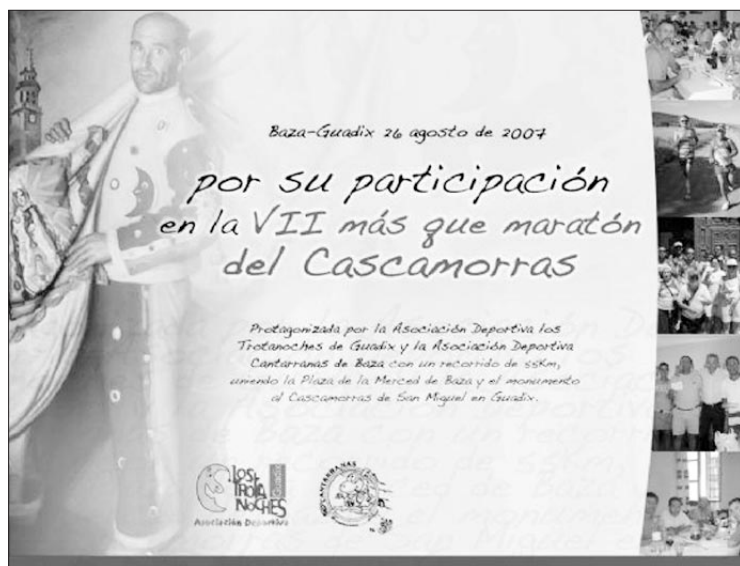 Baza-Guadix 26 agosto de 2007
por su participación
en la VII más que maratón
del Cascamorras
Protagonizada por la Asociación Deportiva los
Trotanoches de Guadix y la Asociación Deportiva
Cantarranas de Baza con un recorrido de 55Km,
uniendo la Plaza de la Merced de Baza y el monumento
al Cascamorras de San Miguel en Guadix.
LOS
TROTA
NOCHES
Asociación Deportiva
CANTARRANAS